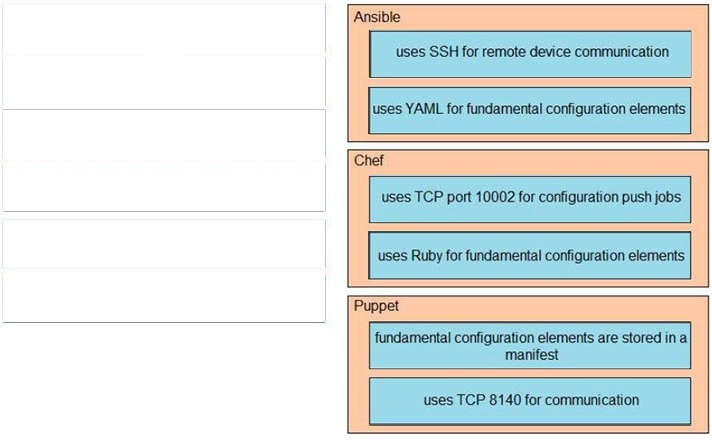 Ansible
uses SSH for remote device communication
uses YAML for fundamental configuration elements
Chef
uses TCP port 10002 for configuration push jobs
uses Ruby for fundamental configuration elements
Puppet
fundamental configuration elements are stored in a
manifest
uses TCP 8140 for communication